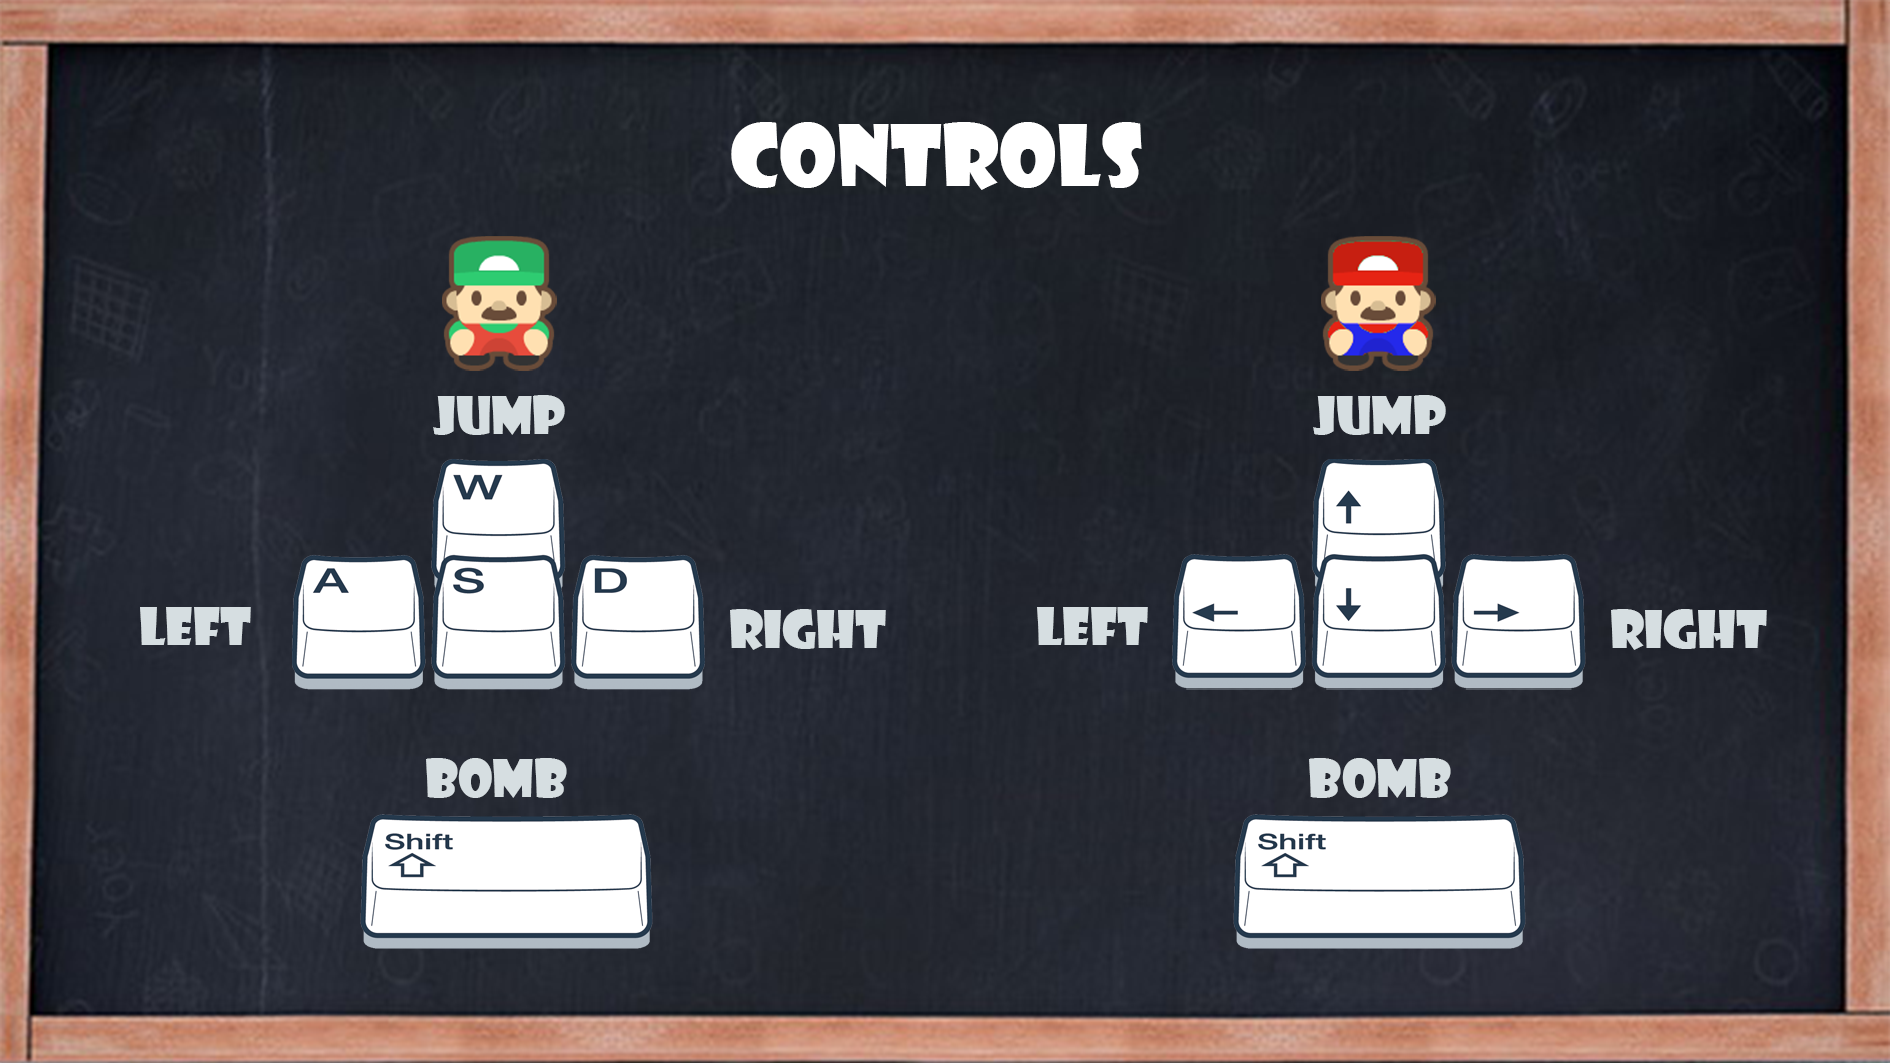 CONTROLS
JUMP
W
LEFT
A
S
D
RIGHT
BOMB
Shift
JUMP
↑
LEFT
←
↓
→
RIGHT
BOMB
Shift